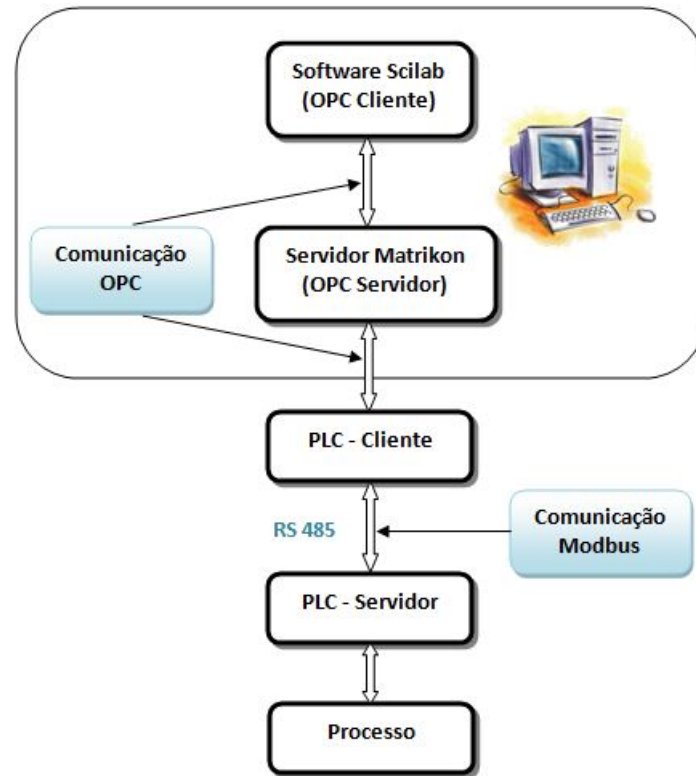 Software Scilab
(OPC Cliente)
Comunicação
OPC
Servidor Matrikon
(OPC Servidor)
PLC - Cliente
RS 485
Comunicação
Modbus
PLC - Servidor
Processo